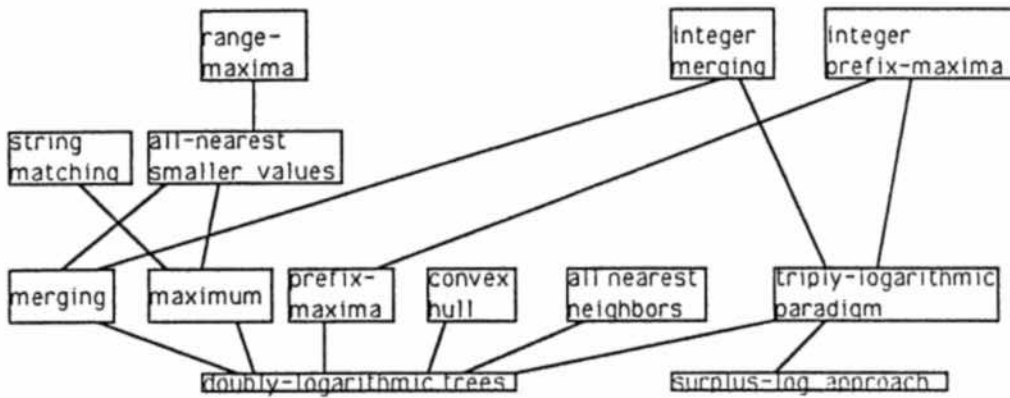 range-
maxima
integer
merging
integer
prefix-maxima
string
matching
all-nearest
smaller values
merging
maximum
prefix-
maxima
convex
hull
all nearest
neighbors
triply-logarithmic
paradigm
doubly-logarithmic trees
surplus-log approach